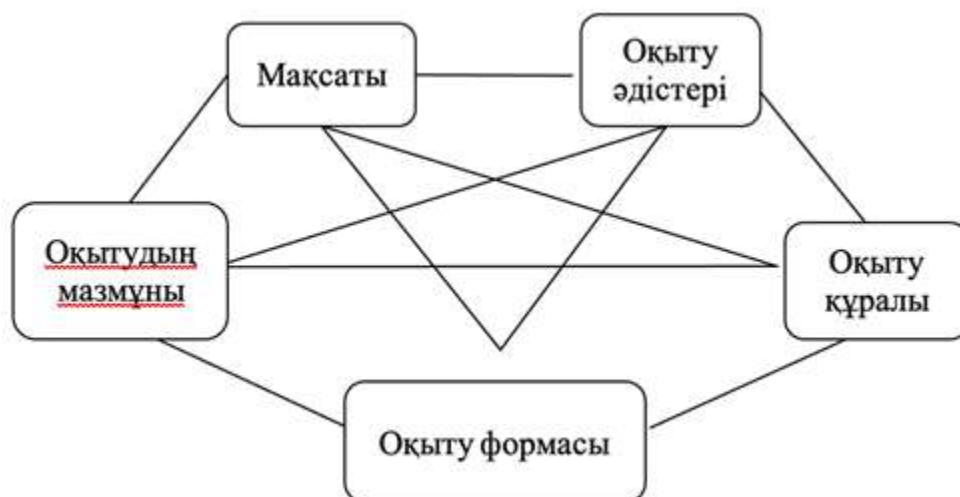 Мақсаты
Оқыту
әдістері
Оқытудың
мазмұны
Оқыту
құралы
Оқыту формасы